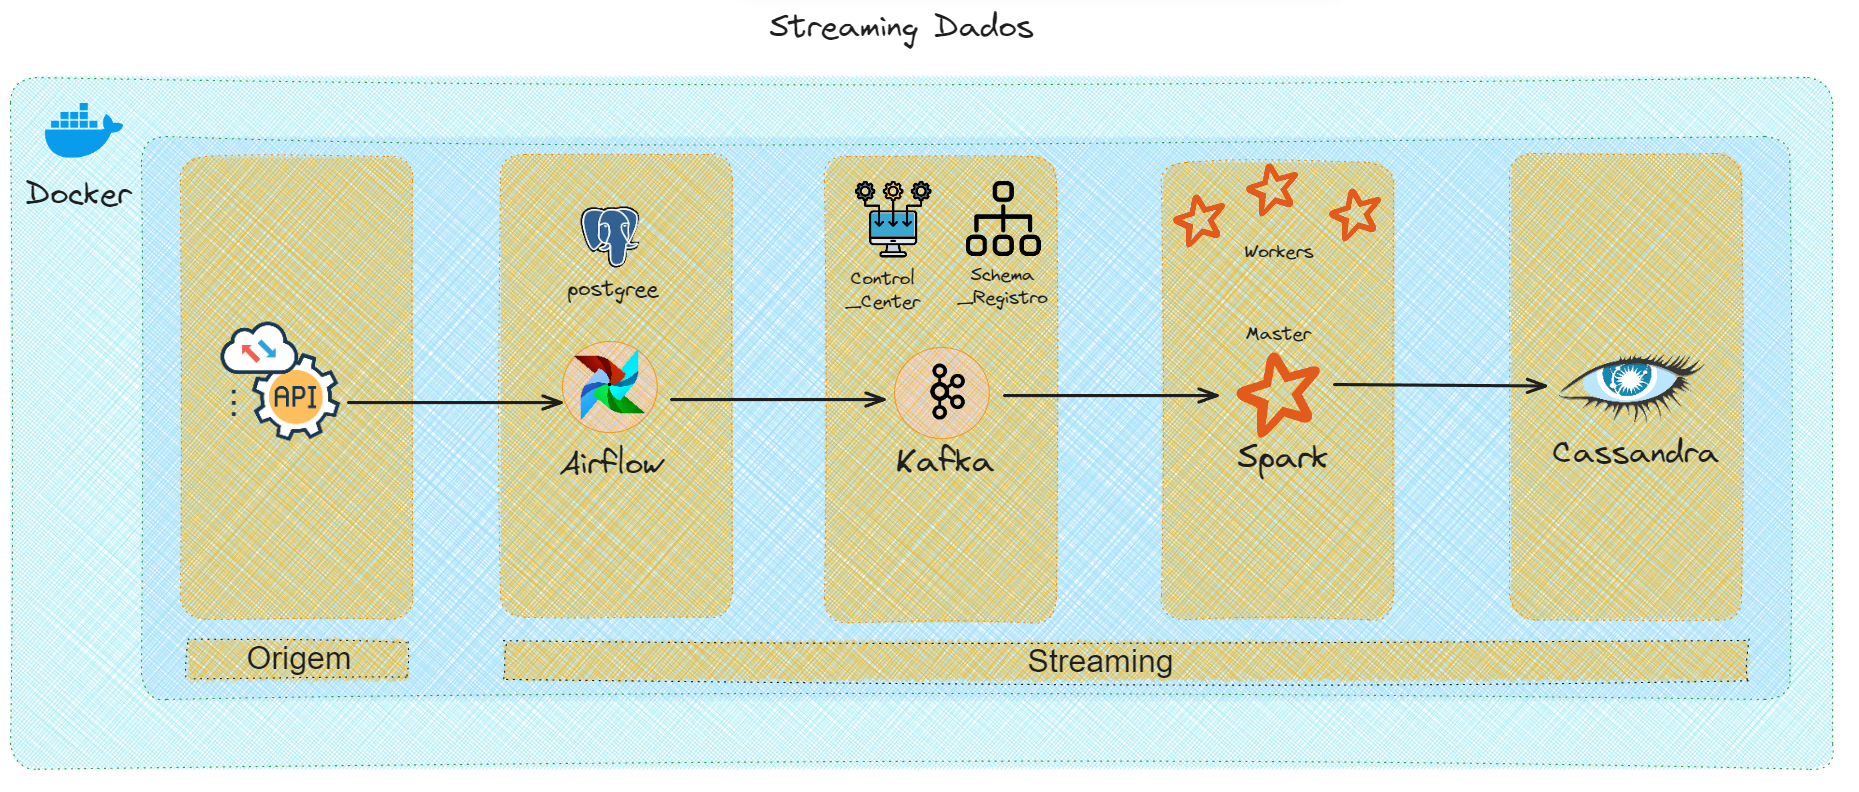 Streaming Dados
Docker
API
postgree
Airflow
Control
_Center
Schema
_Registro
Kafka
Workers
Master
Spark
Cassandra
Origem
Streaming